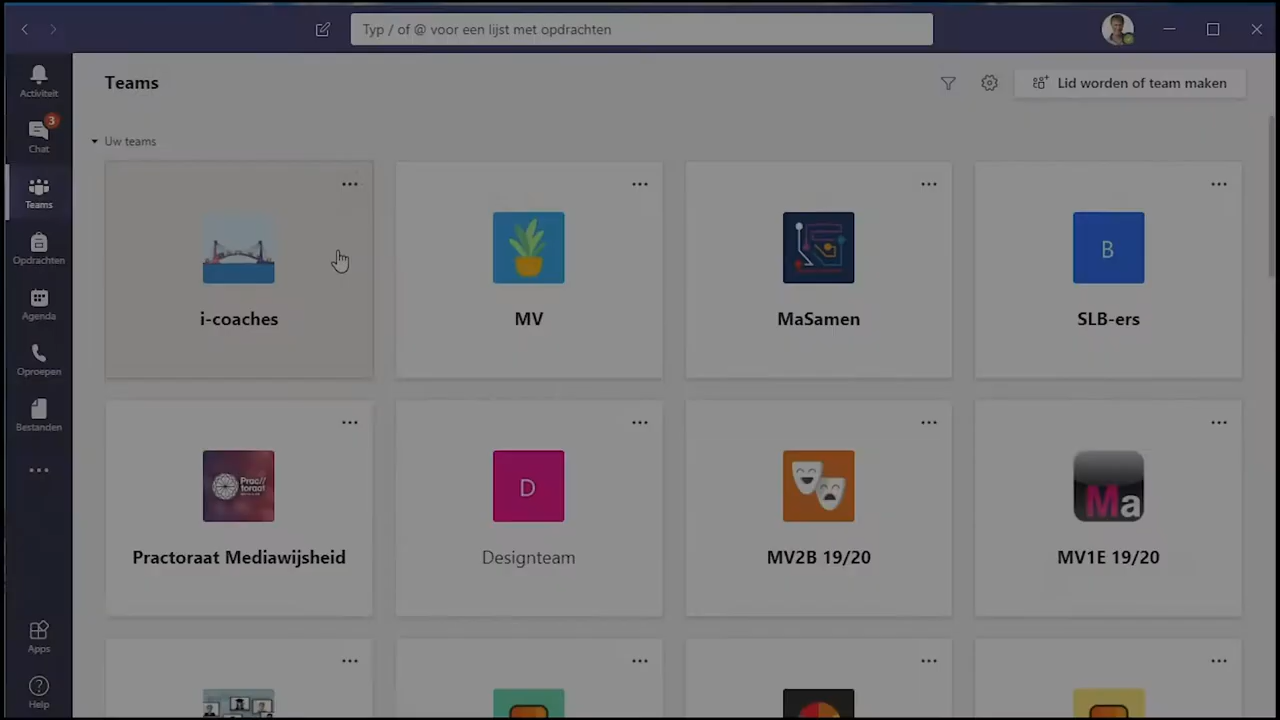 Typ / of @ voor een lijst met opdrachten
Teams
Lid worden of team maken
Activiteit
3
Chat
Teams
Opdrachten
Agenda
Oproepen
Bestanden
Apps
Help
Uw teams
i-coaches
MV
MaSamen
B
SLB-ers
Prac//
toraat
Practoraat Mediawijsheid
D
Designteam
MV2B 19/20
Ma
MV1E 19/20